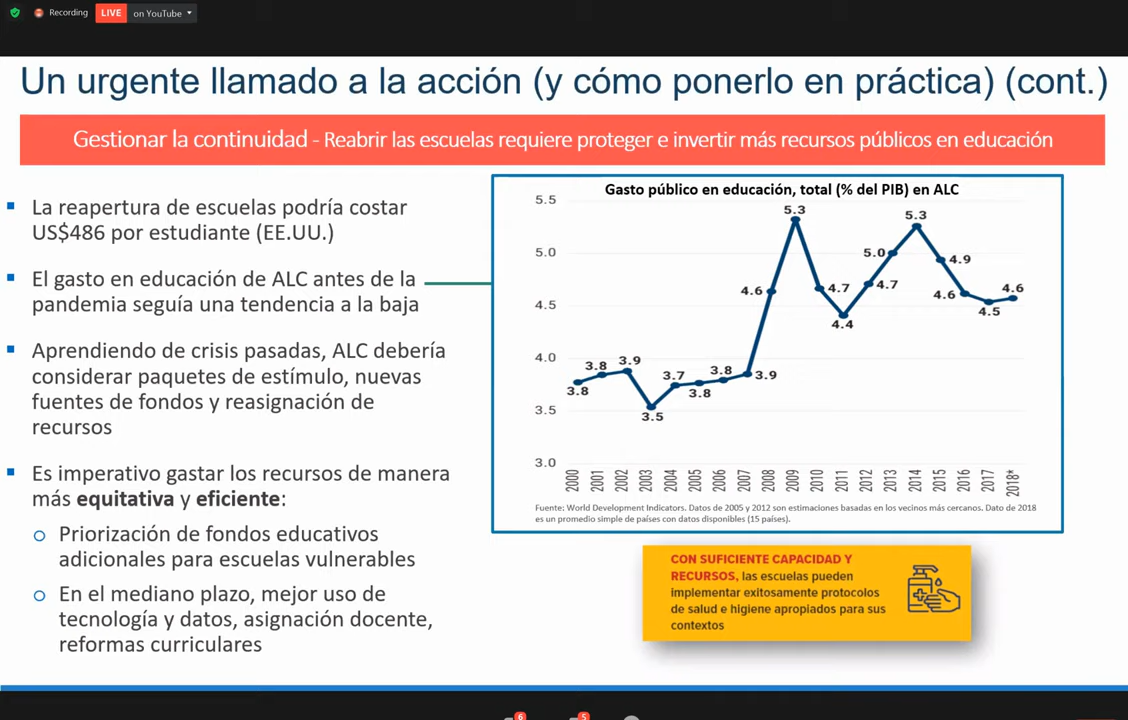 Recording LIVE on YouTube
Un urgente llamado a la acción (y cómo ponerlo en práctica) (cont.)
Gestionar la continuidad - Reabrir las escuelas requiere proteger e invertir más recursos públicos en educación
La reapertura de escuelas podría costar
US$486 por estudiante (EE.UU.)
El gasto en educación de ALC antes de la
pandemia seguía una tendencia a la baja
Aprendiendo de crisis pasadas, ALC debería
considerar paquetes de estímulo, nuevas
fuentes de fondos y reasignación de
recursos
Es imperativo gastar los recursos de manera
más equitativa y eficiente:
Priorización de fondos educativos
adicionales para escuelas vulnerables
En el mediano plazo, mejor uso de
tecnología y datos, asignación docente,
reformas curriculares
Gasto público en educación, total (% del PIB) en ALC
5.5
5.0
4.5
4.0
3.5
3.0
3.8
3.8
3.9
3.5
3.7
3.8
3.8
3.9
4.6
5.3
4.7
4.4
4.7
5.0
5.3
4.9
4.6
4.5
4.6
2000 2001 2002 2003 2004 2005 2006 2007 2008 2009 2010 2011 2012 2013 2014 2015 2016 2017 2018*
Fuente: World Development Indicators. Datos de 2005 y 2012 son estimaciones basadas en los vecinos más cercanos. Dato de 2018
es un promedio simple de países con datos disponibles (15 países).
CON SUFICIENTE CAPACIDAD Y
RECURSOS, las escuelas pueden
implementar exitosamente protocolos
de salud e higiene apropiados para sus
contextos
6 5